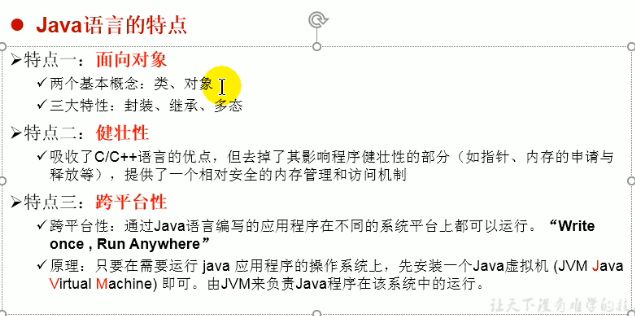 Java语言的特点
特点一：面向对象
两个基本概念：类、对象
三大特性：封装、继承、多态
特点二：健壮性
吸收了C/C++语言的优点，但去掉了其影响程序健壮性的部分（如指针、内存的申请与
释放等），提供了一个相对安全的内存管理和访问机制
特点三：跨平台性
跨平台性：通过Java语言编写的应用程序在不同的系统平台上都可以运行。“Write
once , Run Anywhere”
原理：只要在需要运行 java 应用程序的操作系统上，先安装一个Java虚拟机 (JVM Java
Virtual Machine) 即可。由JVM来负责Java程序在该系统中的运行。
让天下没有难学的技